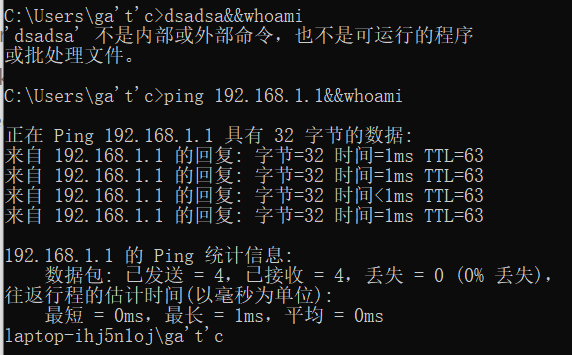 C:\Users\ga't'c>dsadsa&&whoami
'dsadsa' 不是内部或外部命令，也不是可运行的程序
或批处理文件。
C:\Users\ga't'c>ping 192.168.1.1&&whoami
正在 Ping 192.168.1.1 具有 32 字节的数据:
来自 192.168.1.1 的回复: 字节=32 时间=1ms TTL=63
来自 192.168.1.1 的回复: 字节=32 时间=1ms TTL=63
来自 192.168.1.1 的回复: 字节=32 时间<1ms TTL=63
来自 192.168.1.1 的回复: 字节=32 时间=1ms TTL=63
192.168.1.1 的 Ping 统计信息:
数据包: 已发送 = 4，已接收 = 4，丢失 = 0 (0% 丢失)，
往返行程的估计时间(以毫秒为单位):
最短 = 0ms，最长 = 1ms，平均 = 0ms
laptop-ihj5nloj\ga't'c